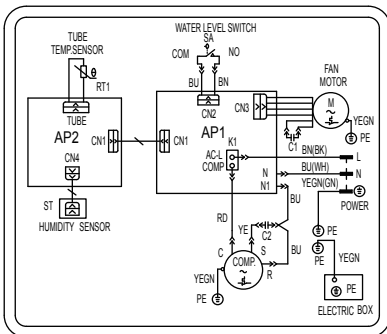 TUBE
TEMP.SENSOR
RT1
θ
TUBE
AP2
CN1
CN4
ST
HUMIDITY SENSOR
WATER LEVEL SWITCH
SA
COM
NO
BU
BN
CN2
CN3
AP1
CN1
K1
AC-L
COMP
N
N1
FAN
MOTOR
M
YEGN
PE
C1
BN(BK)
L
BU(WH)
N
YEGN(GN)
POWER
BU
RD
YE
C2
BU
C
S
COMP.
R
YEGN
PE
PE
PE
YEGN
PE
ELECTRIC BOX